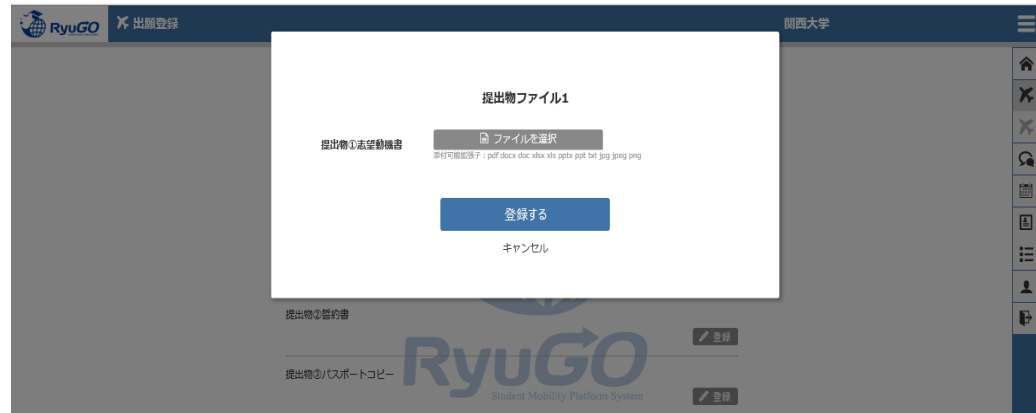 RyuGO
出願登録
関西大学
提出物ファイル1
提出物①志望動機書
ファイルを選択
添付可能拡張子：pdf docx doc xlsx xls pptx ppt txt jpg jpeg png
登録する
キャンセル
提出物②誓約書
登録
提出物③パスポートコピー
RyuGO
Student Mobility Platform System
登録